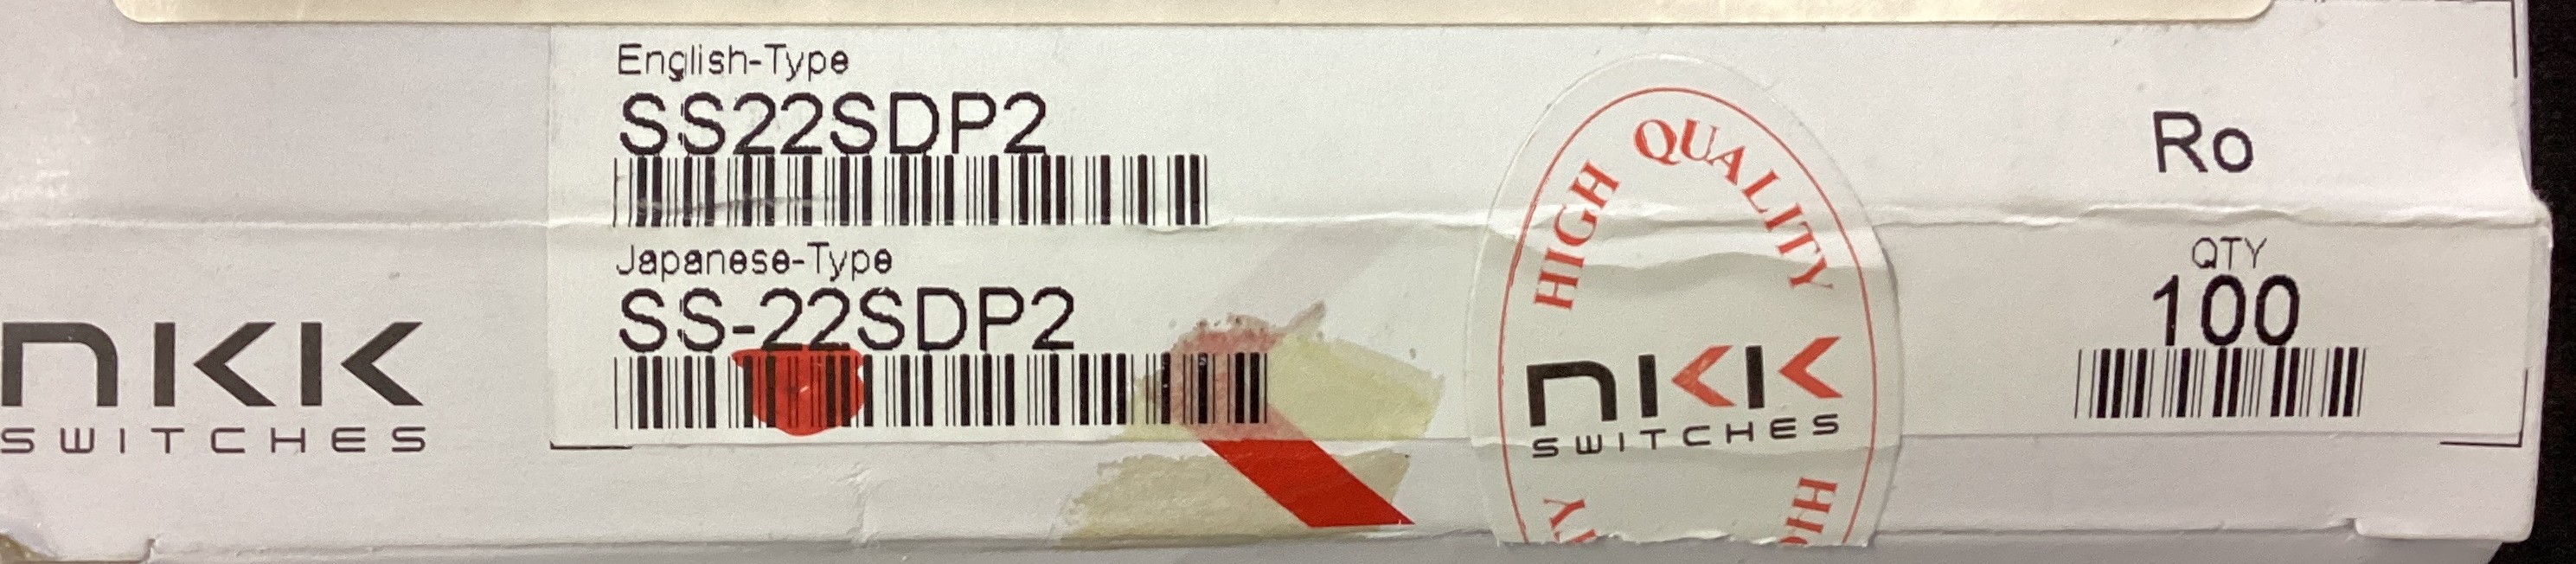 English-Type
SS22SDP2
Japanese-Type
SS-22SDP2
NKK
SWITCHES
HIGH QUALITY
NKK
SWITCHES
Ro
QTY
100